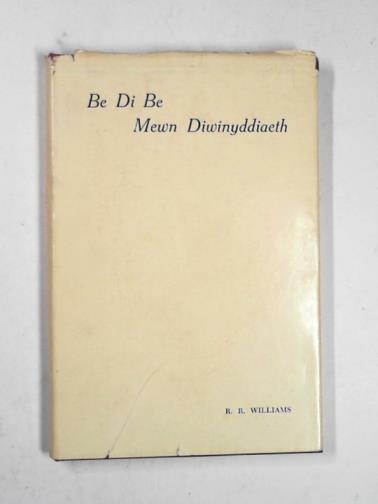 Be Di Be
Mewn Diwinyddiaeth
R. R. WILLIAMS